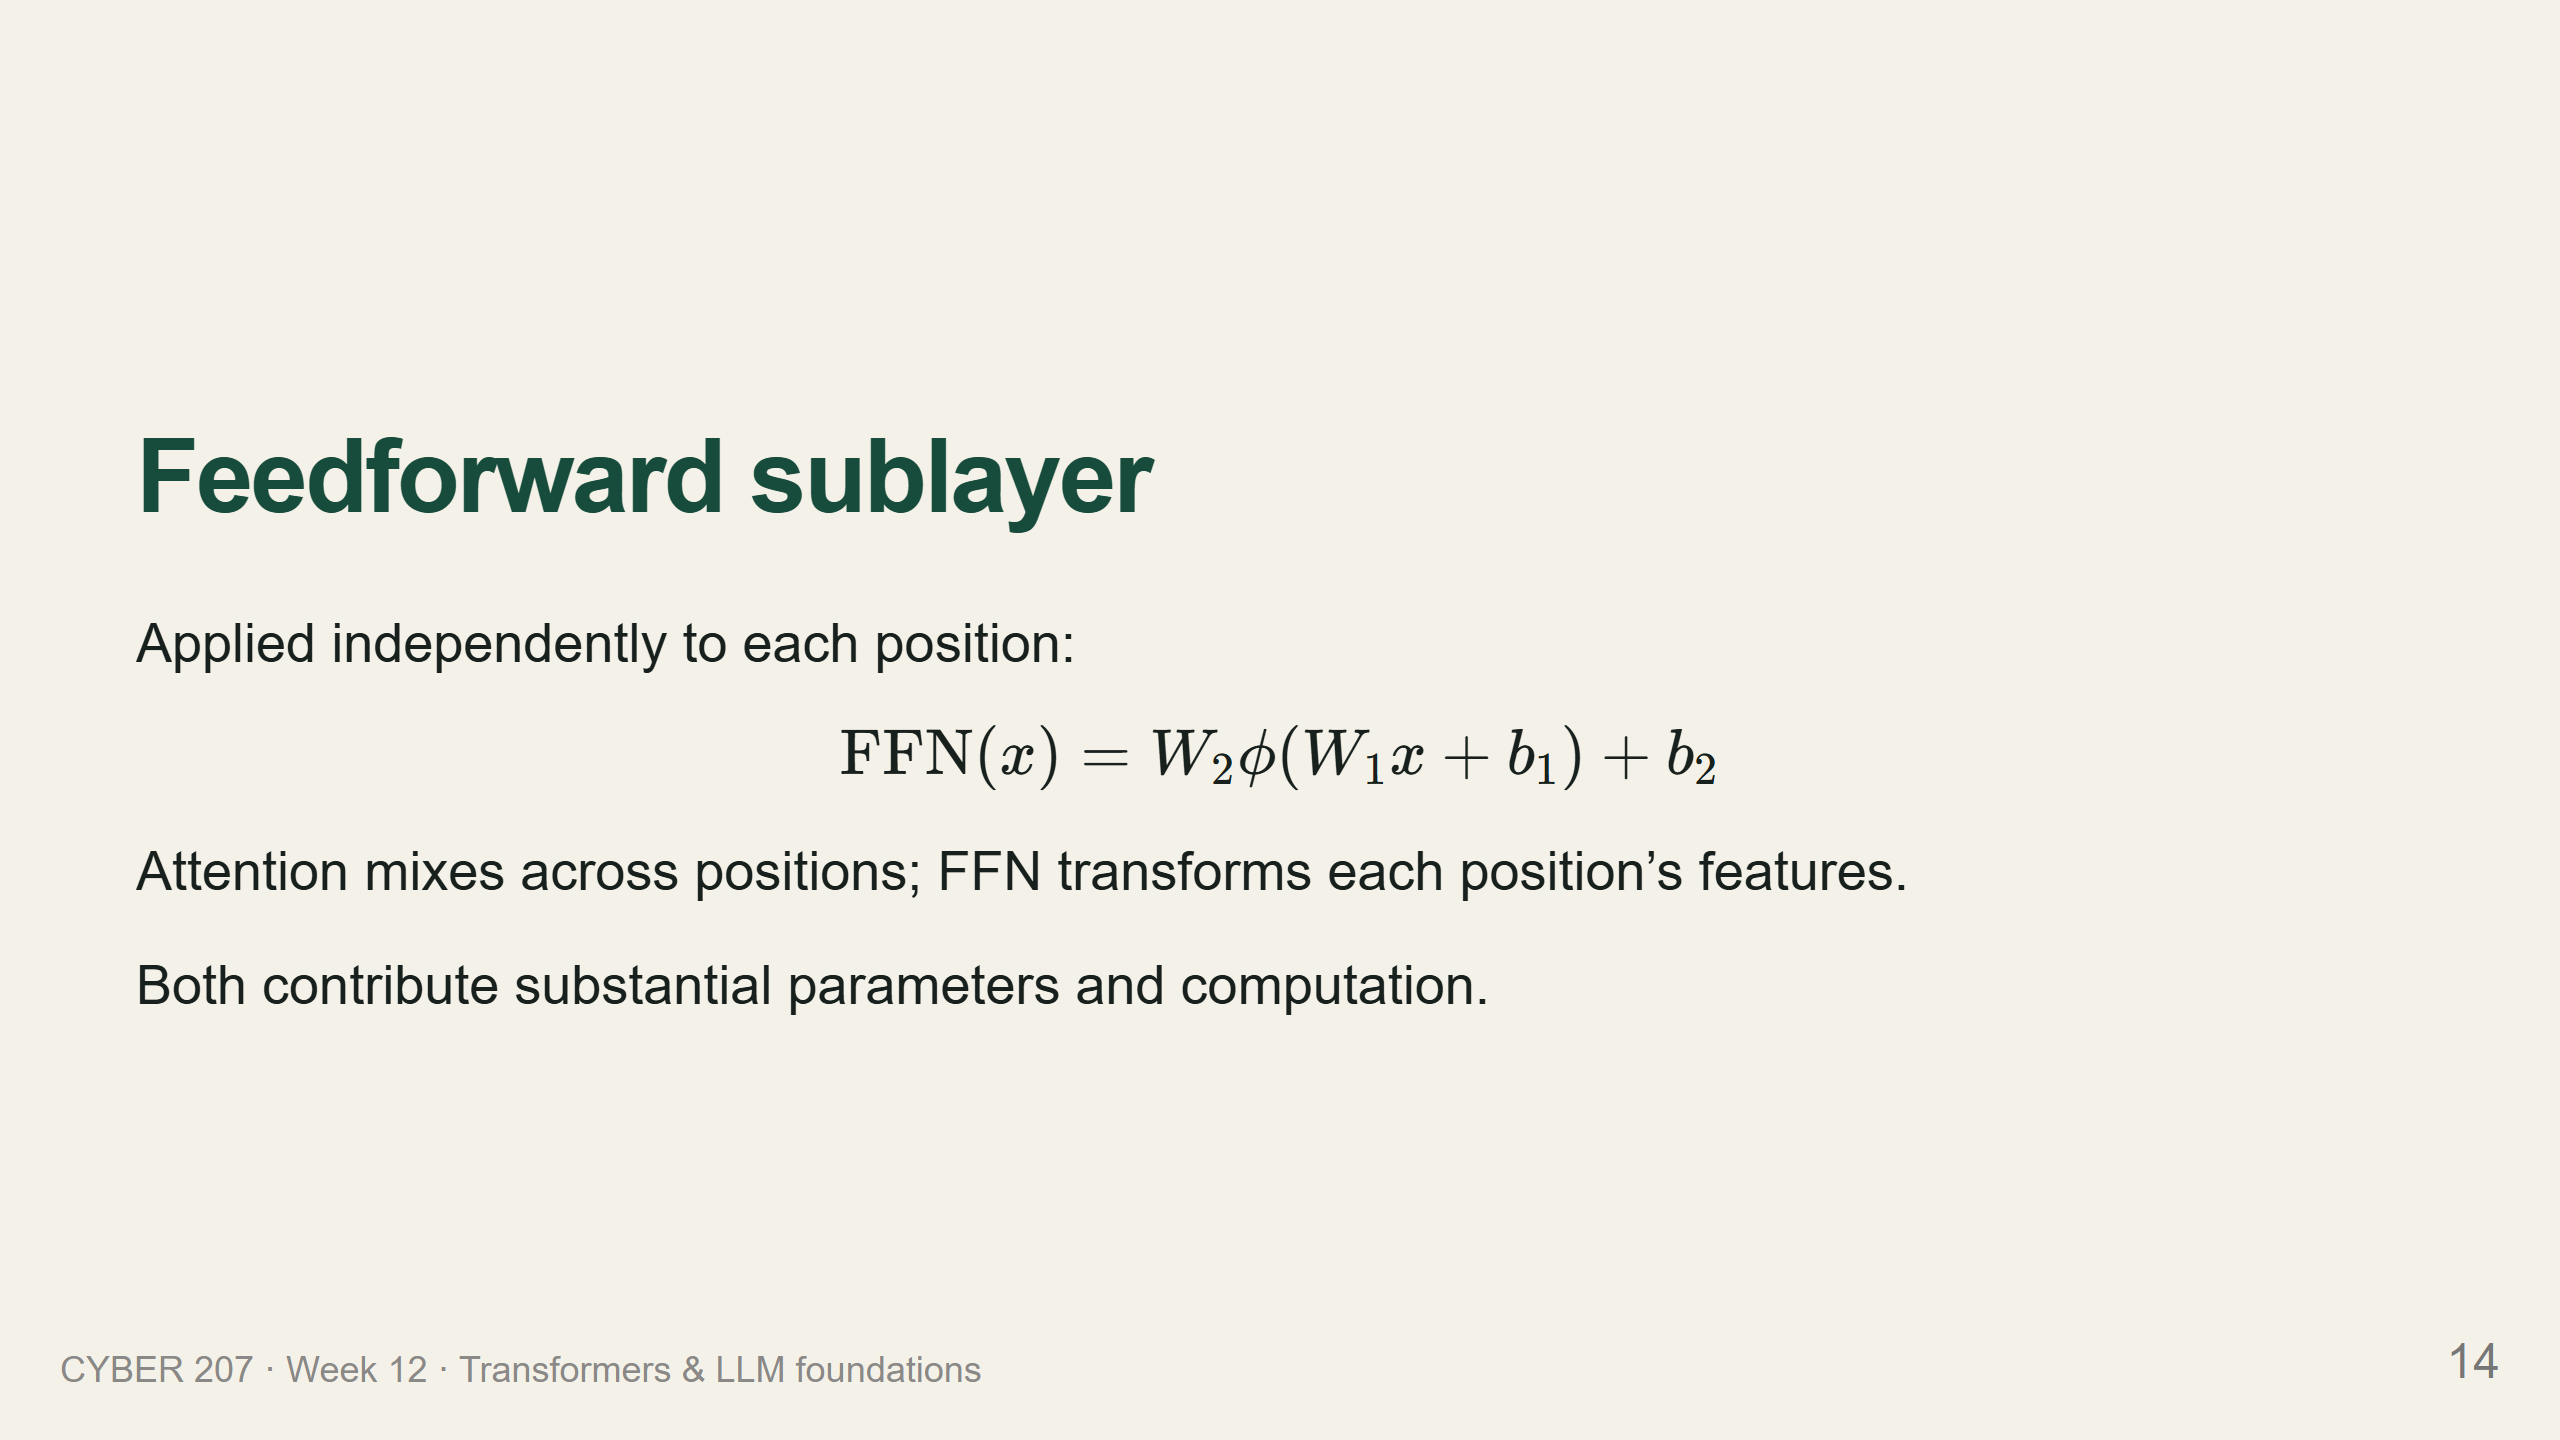 Feedforward sublayer
Applied independently to each position:
FFN(x) = W₂ϕ(W₁x + b₁) + b₂
Attention mixes across positions; FFN transforms each position’s features.
Both contribute substantial parameters and computation.
CYBER 207 · Week 12 · Transformers & LLM foundations
14